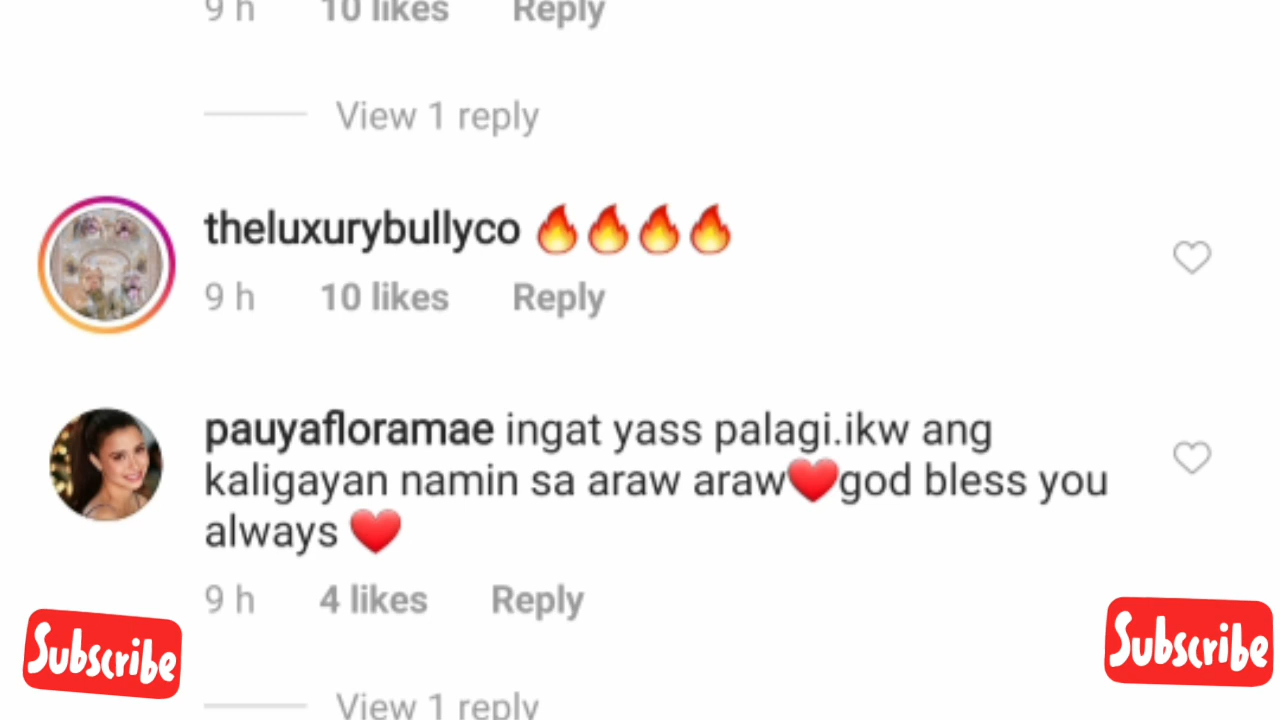 9 h 10 likes Reply
View 1 reply
theluxurybullyco 🔥🔥🔥🔥
9 h 10 likes Reply
pauyafloramae ingat yass palagi.ikw ang
kaligayan namin sa araw araw❤️god bless you
always ❤️
9 h 4 likes Reply
Subscribe
Subscribe
View 1 reply